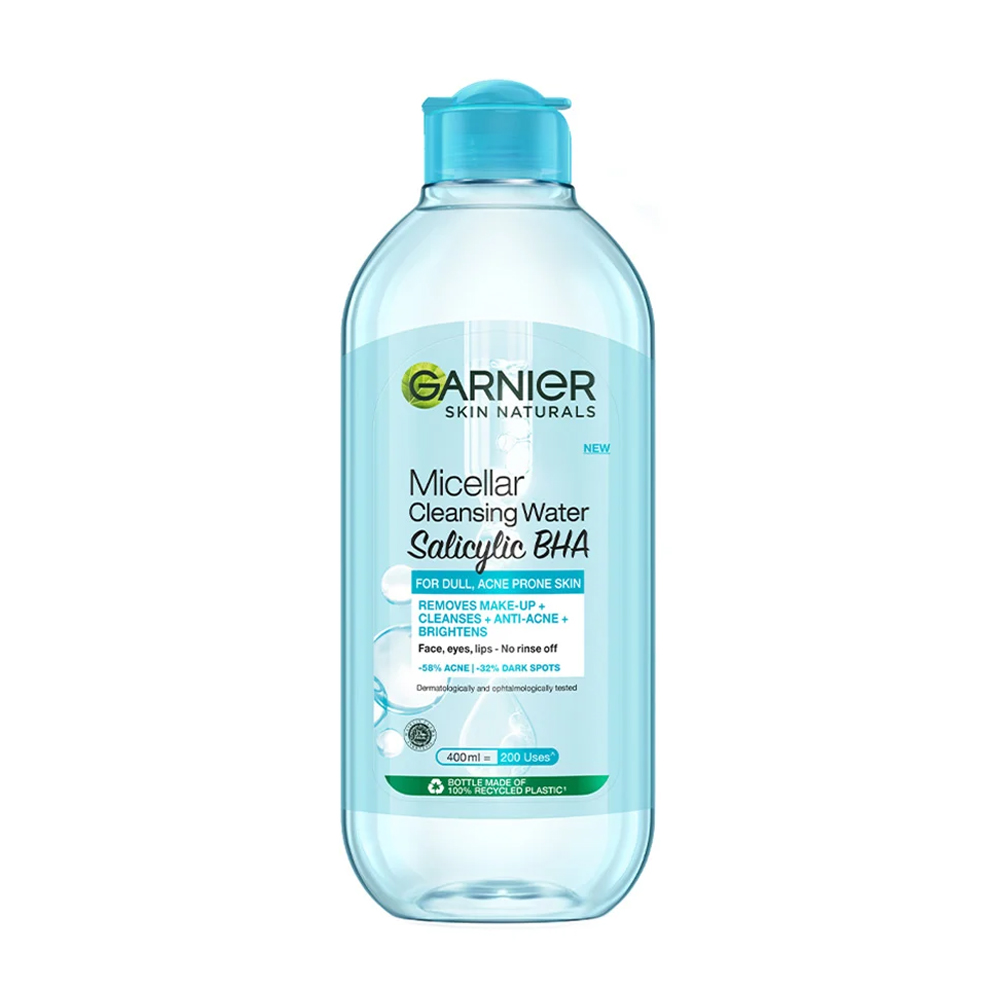 GARNIER
SKIN NATURALS
NEW
Micellar
Cleansing Water
Salicylic BHA
FOR DULL, ACNE PRONE SKIN
REMOVES MAKE-UP +
CLEANSES + ANTI-ACNE +
BRIGHTENS
Face, eyes, lips - No rinse off
-58% ACNE | -32% DARK SPOTS
Dermatologically and ophtalmologically tested
400ml = 200 Uses^
BOTTLE MADE OF
100% RECYCLED PLASTIC¹